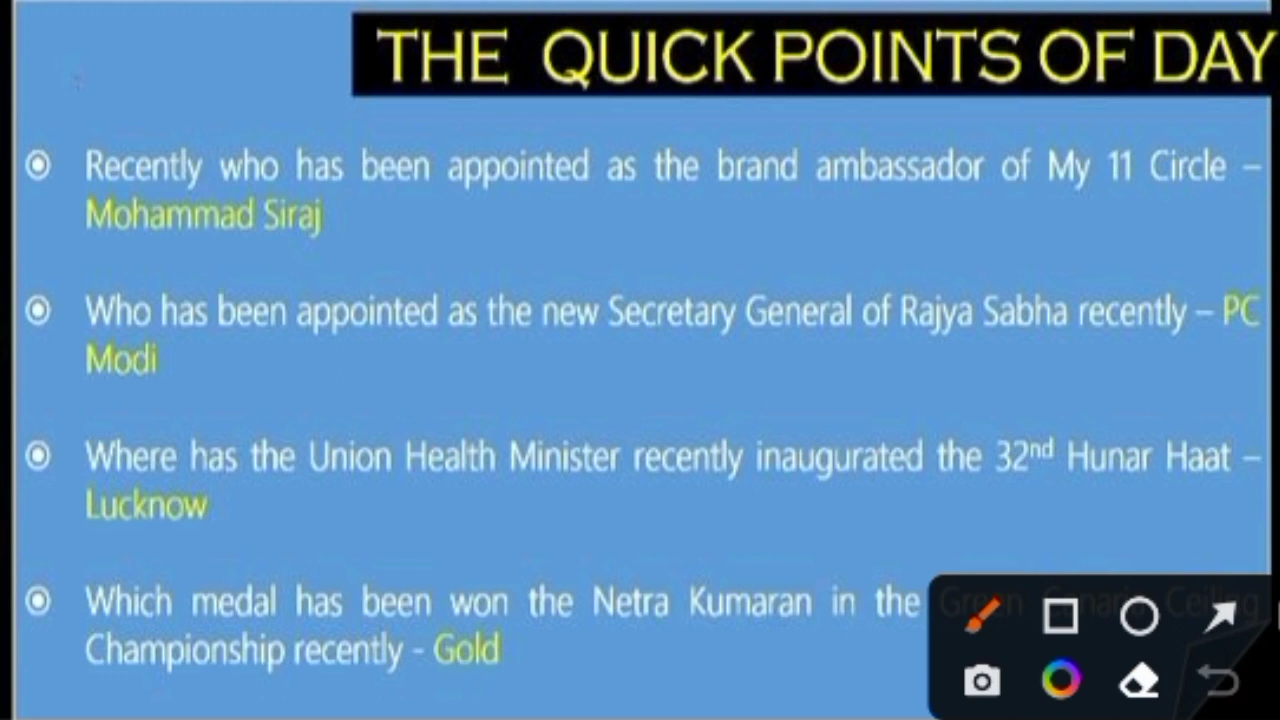 THE QUICK POINTS OF DAY
Recently who has been appointed as the brand ambassador of My 11 Circle –
Mohammad Siraj
Who has been appointed as the new Secretary General of Rajya Sabha recently – PC
Modi
Where has the Union Health Minister recently inaugurated the 32nd Hunar Haat –
Lucknow
Which medal has been won the Netra Kumaran in the Green Canaria Ceiling
Championship recently - Gold